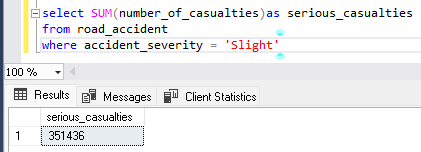 select SUM(number_of_casualties)as serious_casualties
from road_accident
where accident_severity = 'Slight'
100 %
Results Messages Client Statistics
serious_casualties
1 351436